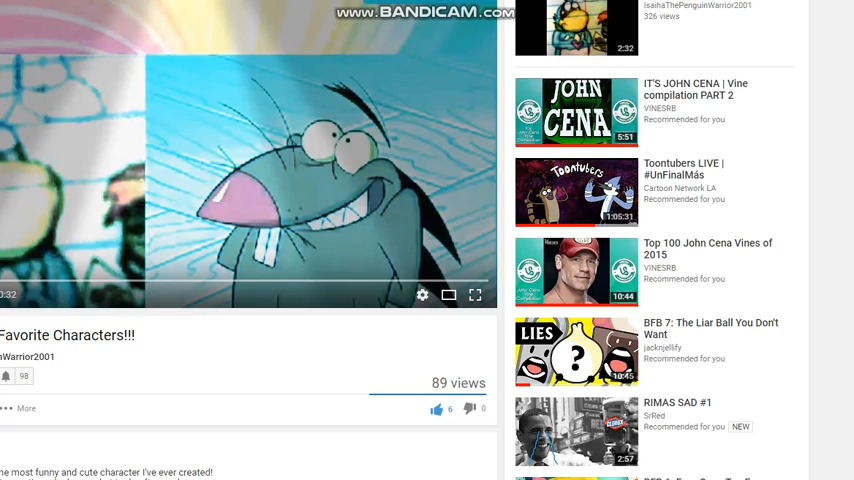 www.BANDICAM.com
0:32
Favorite Characters!!!
nWarrior2001
98
89 views
••• More
6
0
ne most funny and cute character I've ever created!
IsaihaThePenguinWarrior2001
326 views
2:32
JOHN
CENA
5:51
IT'S JOHN CENA | Vine
compilation PART 2
VINESRB
Recommended for you
Toontubers
1:05:31
Toontubers LIVE |
#UnFinalMás
Cartoon Network LA
Recommended for you
10:44
Top 100 John Cena Vines of
2015
VINESRB
Recommended for you
LIES
?
10:45
BFB 7: The Liar Ball You Don't
Want
jacknjellify
Recommended for you
CLOROX
2:57
RIMAS SAD #1
SrRed
Recommended for you NEW